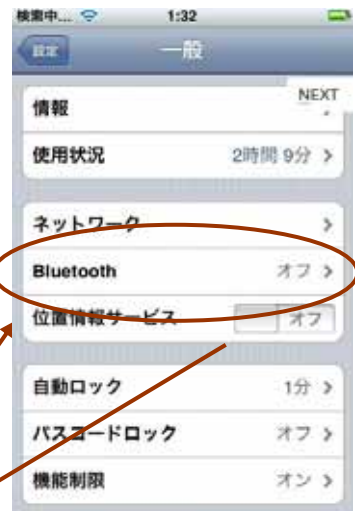 検索中... 1:32
設定 一般
情報 NEXT
使用状況 2時間 9分
ネットワーク
Bluetooth オフ
位置情報サービス オフ
自動ロック 1分
パスコードロック オフ
機能制限 オン